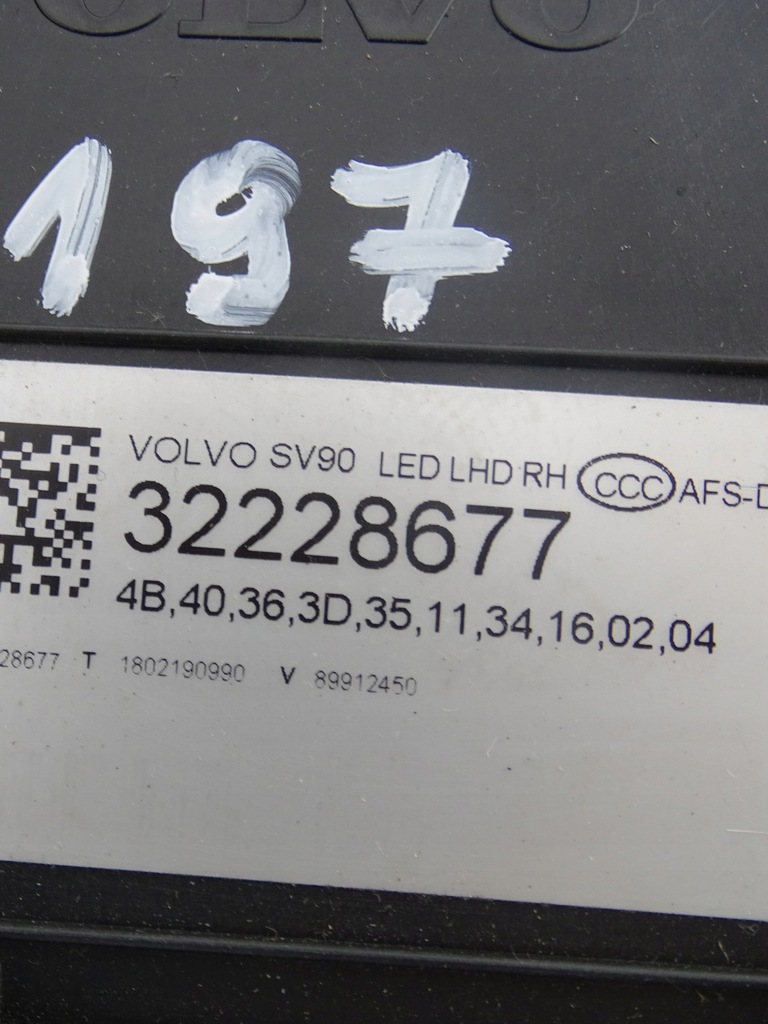 VOLVO
197
VOLVO SV90 LED LHD RH CCC AFS-D
32228677
4B,40,36,3D,35,11,34,16,02,04
28677 T 1802190990 V 89912450